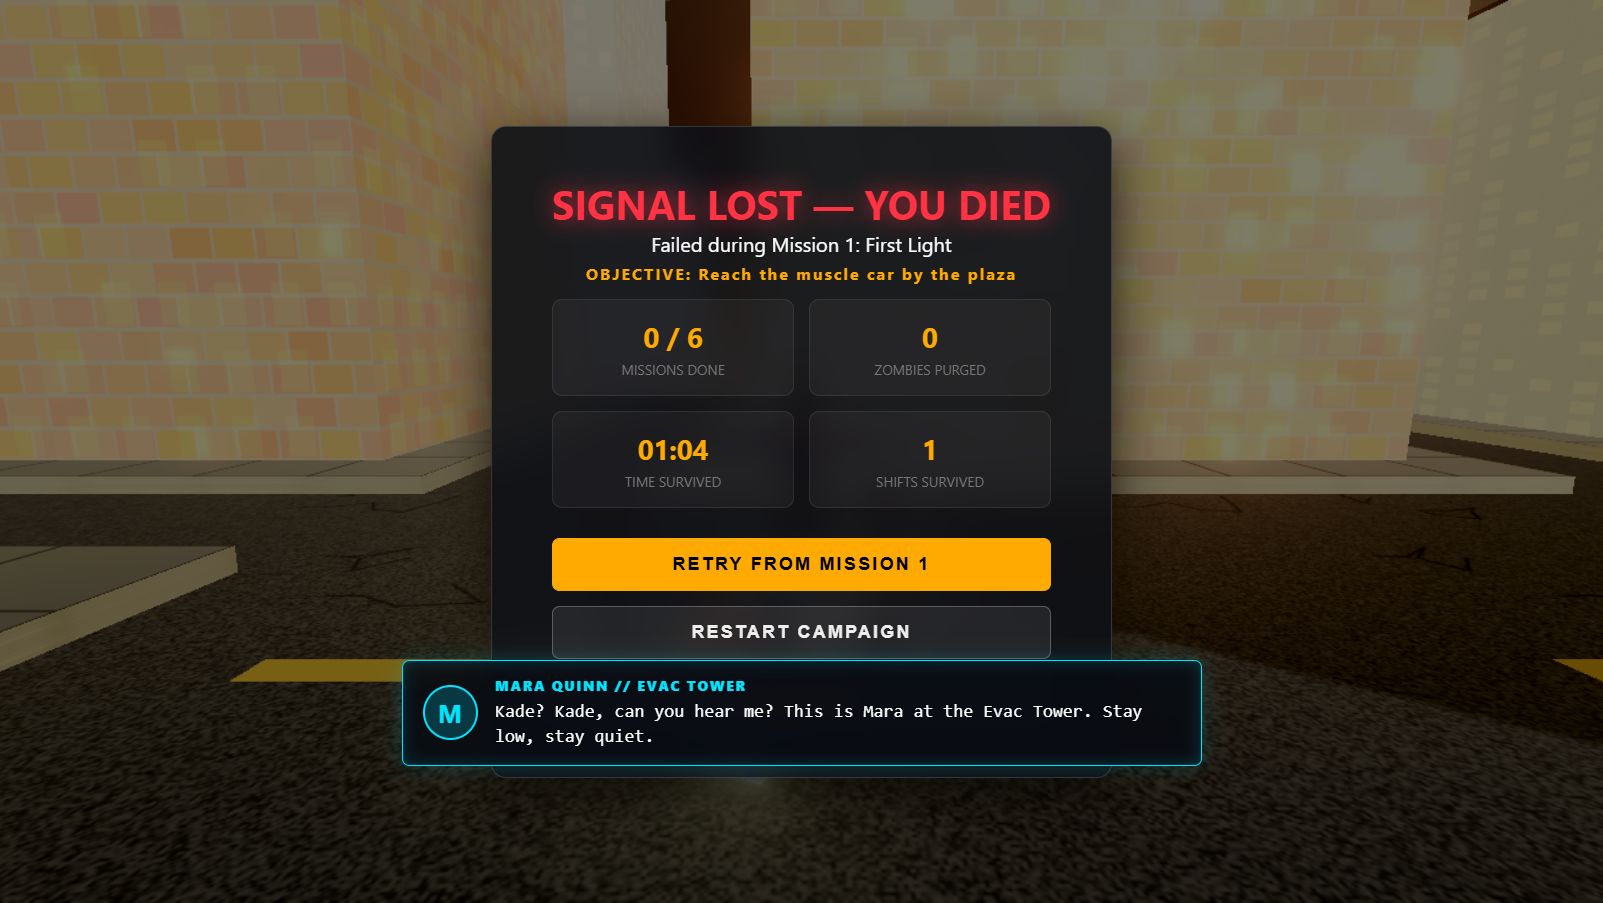 SIGNAL LOST — YOU DIED
Failed during Mission 1: First Light
OBJECTIVE: Reach the muscle car by the plaza
0 / 6
MISSIONS DONE
0
ZOMBIES PURGED
01:04
TIME SURVIVED
1
SHIFTS SURVIVED
RETRY FROM MISSION 1
RESTART CAMPAIGN
M
MARA QUINN // EVAC TOWER
Kade? Kade, can you hear me? This is Mara at the Evac Tower. Stay
low, stay quiet.